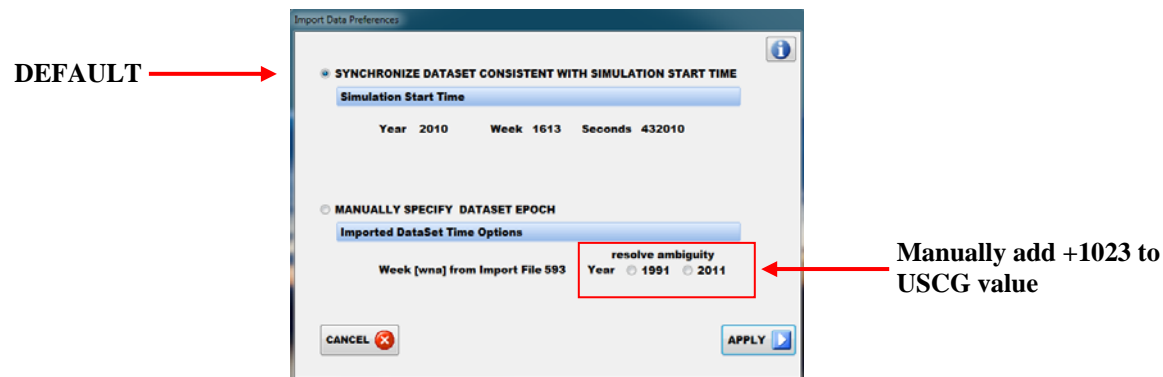 Import Data Preferences
DEFAULT
SYNCHRONIZE DATASET CONSISTENT WITH SIMULATION START TIME
Simulation Start Time
Year 2010 Week 1613 Seconds 432010
MANUALLY SPECIFY DATASET EPOCH
Imported DataSet Time Options
resolve ambiguity
Week [wna] from Import File 593 Year 1991 2011
Manually add +1023 to
USCG value
CANCEL
APPLY